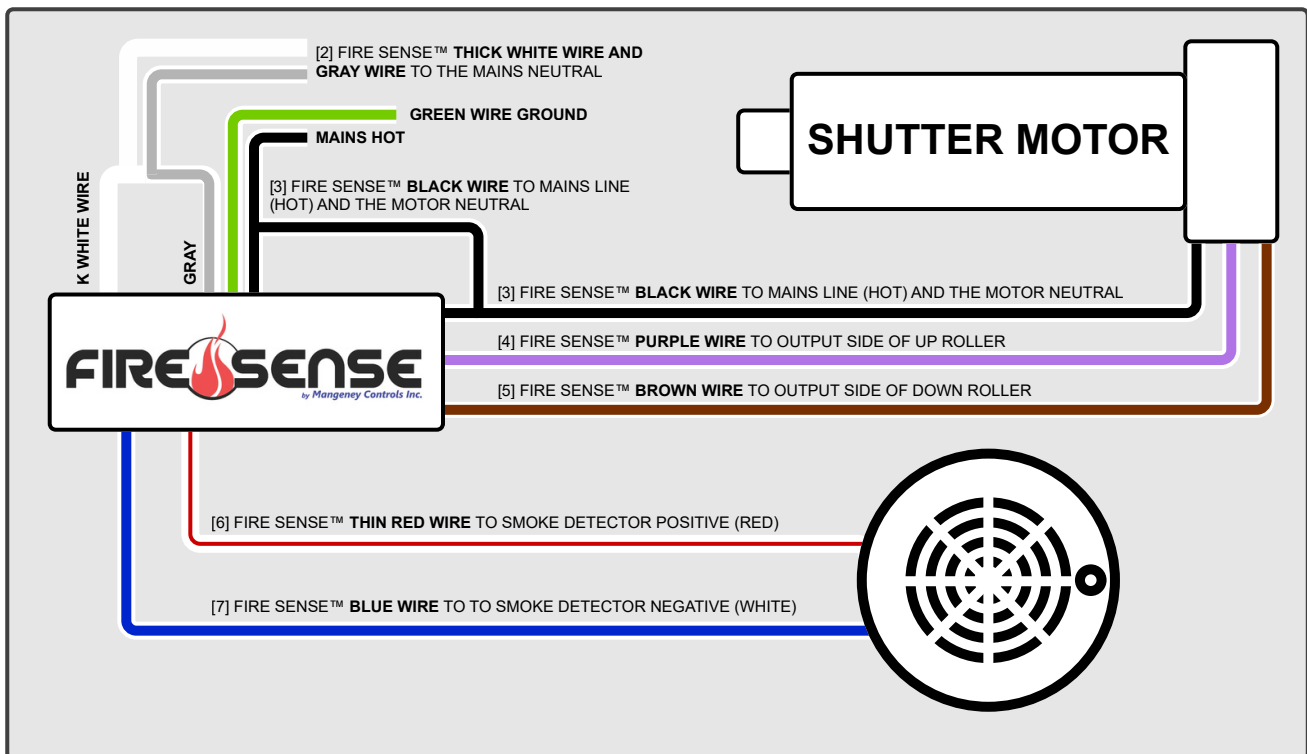 [2] FIRE SENSE™ THICK WHITE WIRE AND
GRAY WIRE TO THE MAINS NEUTRAL
GREEN WIRE GROUND
MAINS HOT
[3] FIRE SENSE™ BLACK WIRE TO MAINS LINE
(HOT) AND THE MOTOR NEUTRAL
K WHITE WIRE
GRAY
SHUTTER MOTOR
[3] FIRE SENSE™ BLACK WIRE TO MAINS LINE (HOT) AND THE MOTOR NEUTRAL
[4] FIRE SENSE™ PURPLE WIRE TO OUTPUT SIDE OF UP ROLLER
[5] FIRE SENSE™ BROWN WIRE TO OUTPUT SIDE OF DOWN ROLLER
FIRE SENSE
by Mangeney Controls Inc.
[6] FIRE SENSE™ THIN RED WIRE TO SMOKE DETECTOR POSITIVE (RED)
[7] FIRE SENSE™ BLUE WIRE TO TO SMOKE DETECTOR NEGATIVE (WHITE)